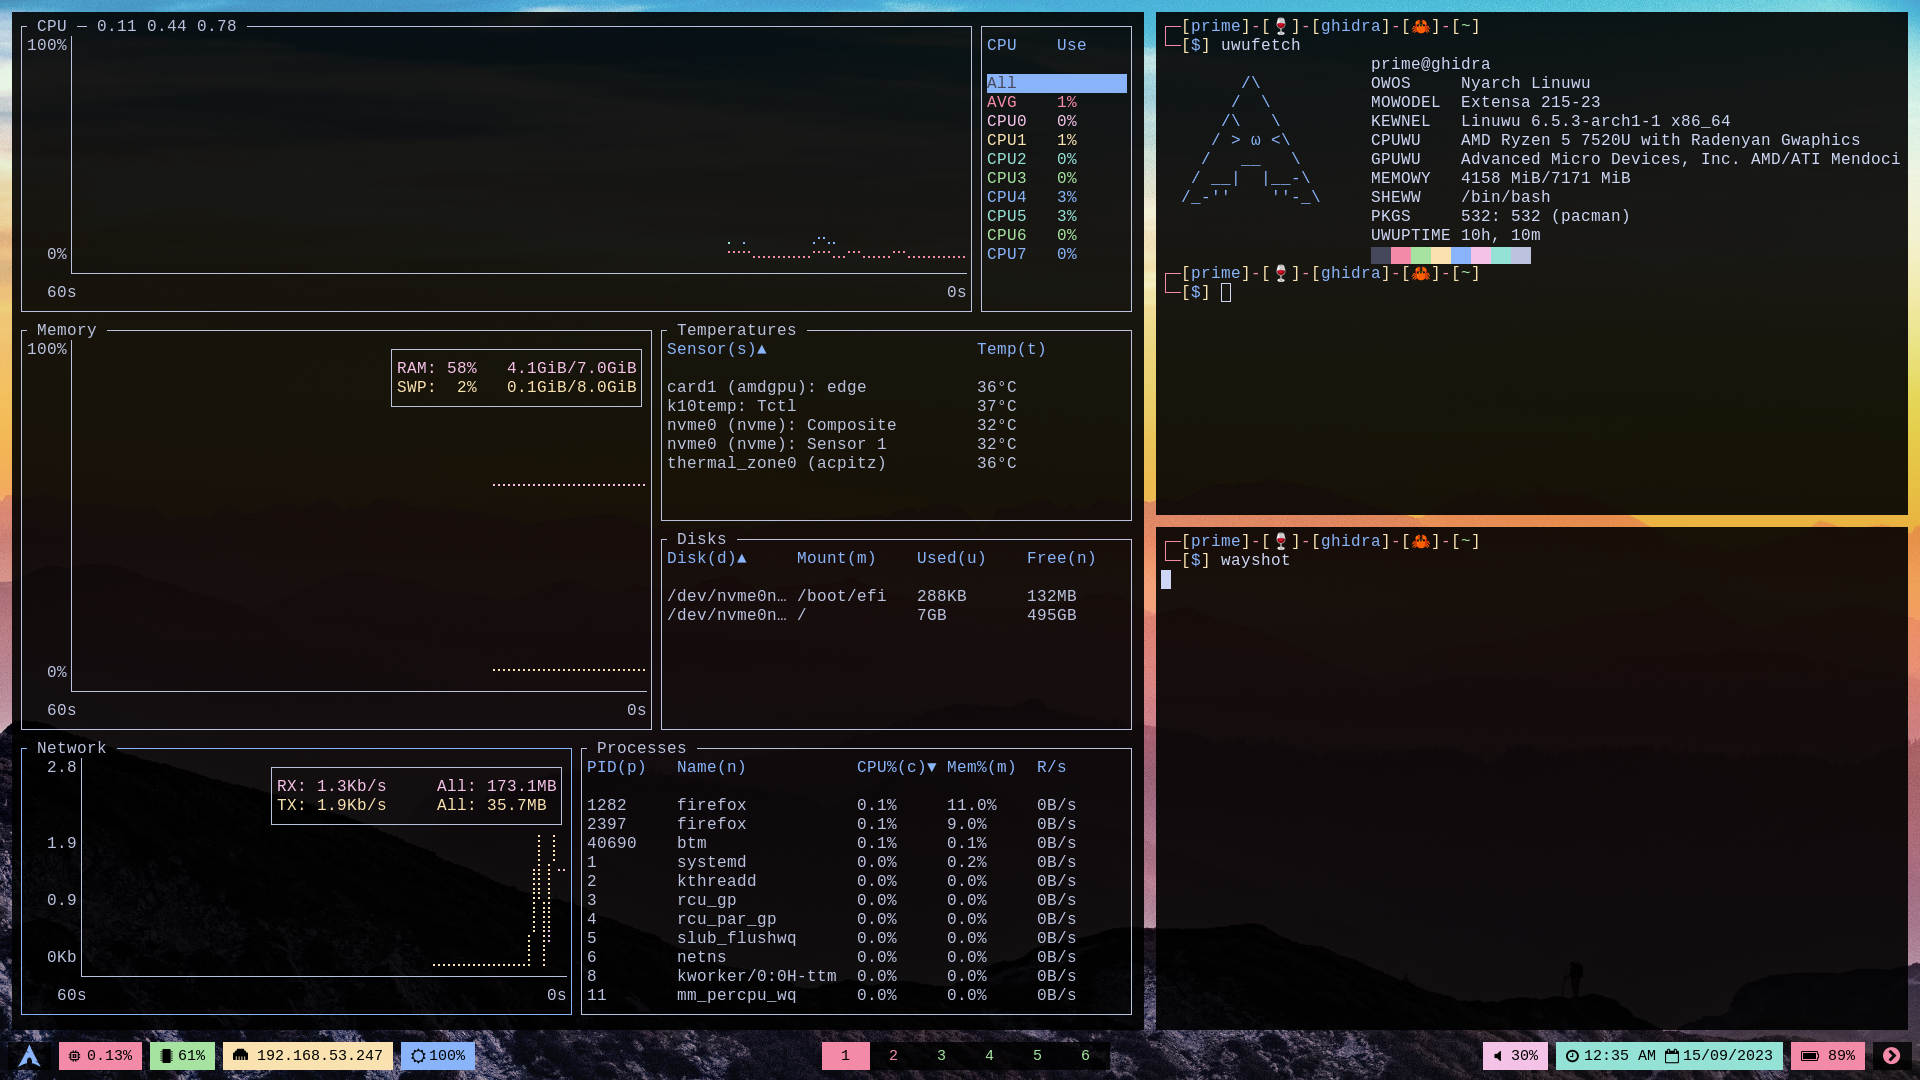 CPU — 0.11 0.44 0.78
100%
0%
60s 0s
CPU Use
All
AVG 1%
CPU0 0%
CPU1 1%
CPU2 0%
CPU3 0%
CPU4 3%
CPU5 3%
CPU6 0%
CPU7 0%
Memory
100%
RAM: 58% 4.1GiB/7.0GiB
SWP: 2% 0.1GiB/8.0GiB
0%
60s 0s
Temperatures
Sensor(s)▲ Temp(t)
card1 (amdgpu): edge 36°C
k10temp: Tctl 37°C
nvme0 (nvme): Composite 32°C
nvme0 (nvme): Sensor 1 32°C
thermal_zone0 (acpitz) 36°C
Disks
Disk(d)▲ Mount(m) Used(u) Free(n)
/dev/nvme0n… /boot/efi 288KB 132MB
/dev/nvme0n… / 7GB 495GB
Network
2.8
RX: 1.3Kb/s All: 173.1MB
TX: 1.9Kb/s All: 35.7MB
1.9
0.9
0Kb
60s 0s
Processes
PID(p) Name(n) CPU%(c)▼ Mem%(m) R/s
1282 firefox 0.1% 11.0% 0B/s
2397 firefox 0.1% 9.0% 0B/s
40690 btm 0.1% 0.1% 0B/s
1 systemd 0.0% 0.2% 0B/s
2 kthreadd 0.0% 0.0% 0B/s
3 rcu_gp 0.0% 0.0% 0B/s
4 rcu_par_gp 0.0% 0.0% 0B/s
5 slub_flushwq 0.0% 0.0% 0B/s
6 netns 0.0% 0.0% 0B/s
8 kworker/0:0H-ttm 0.0% 0.0% 0B/s
11 mm_percpu_wq 0.0% 0.0% 0B/s
┌─[prime]-[🍷]-[ghidra]-[🦀]-[~]
└─[$] uwufetch
prime@ghidra
/\ OWOS Nyarch Linuwu
/  \ MOWODEL Extensa 215-23
/\   \ KEWNEL Linuwu 6.5.3-arch1-1 x86_64
/ > ω <\ CPUWU AMD Ryzen 5 7520U with Radenyan Gwaphics
/   __   \ GPUWU Advanced Micro Devices, Inc. AMD/ATI Mendoci
/ __|  |__-\ MEMOWY 4158 MiB/7171 MiB
/_-''    ''-_\ SHEWW /bin/bash
PKGS 532: 532 (pacman)
UWUPTIME 10h, 10m
┌─[prime]-[🍷]-[ghidra]-[🦀]-[~]
└─[$]
┌─[prime]-[🍷]-[ghidra]-[🦀]-[~]
└─[$] wayshot
0.13% 61% 192.168.53.247 100% 1 2 3 4 5 6 30% 12:35 AM 15/09/2023 89%